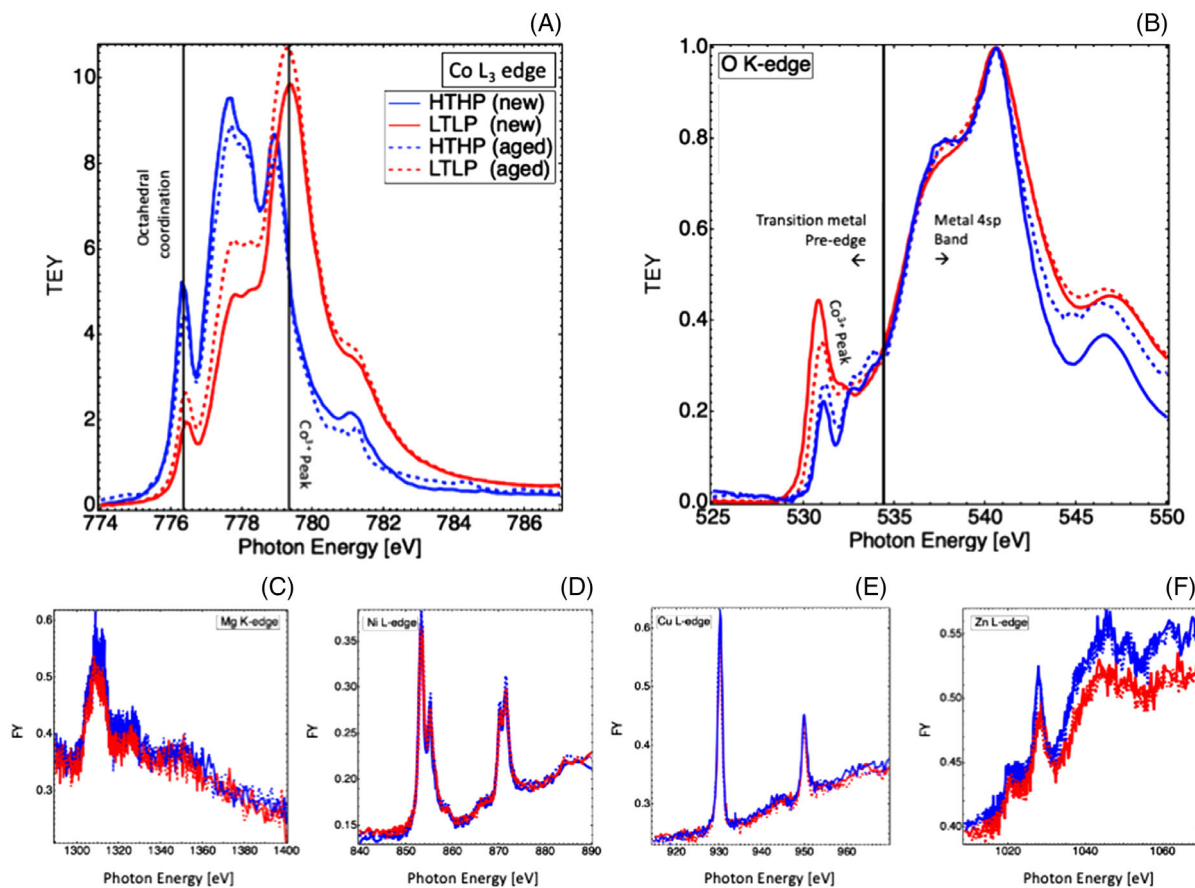 (A)
Co L₃ edge
HTHP (new)
LTLP (new)
HTHP (aged)
LTLP (aged)
Octahedral
coordination
Co³⁺ Peak
TEY
10
8
6
4
2
0
774 776 778 780 782 784 786
Photon Energy [eV]
(B)
O K-edge
Transition metal
Pre-edge
←
Metal 4sp
Band
→
Co³⁺ Peak
TEY
1.0
0.8
0.6
0.4
0.2
0.0
525 530 535 540 545 550
Photon Energy [eV]
(C)
Mg K-edge
FY
0.6
0.5
0.4
0.3
1300 1320 1340 1360 1380 1400
Photon Energy [eV]
(D)
Ni L-edge
FY
0.35
0.30
0.25
0.20
0.15
840 850 860 870 880 890
Photon Energy [eV]
(E)
Cu L-edge
FY
0.6
0.5
0.4
0.3
920 930 940 950 960
Photon Energy [eV]
(F)
Zn L-edge
FY
0.55
0.50
0.45
0.40
1020 1040 1060
Photon Energy [eV]